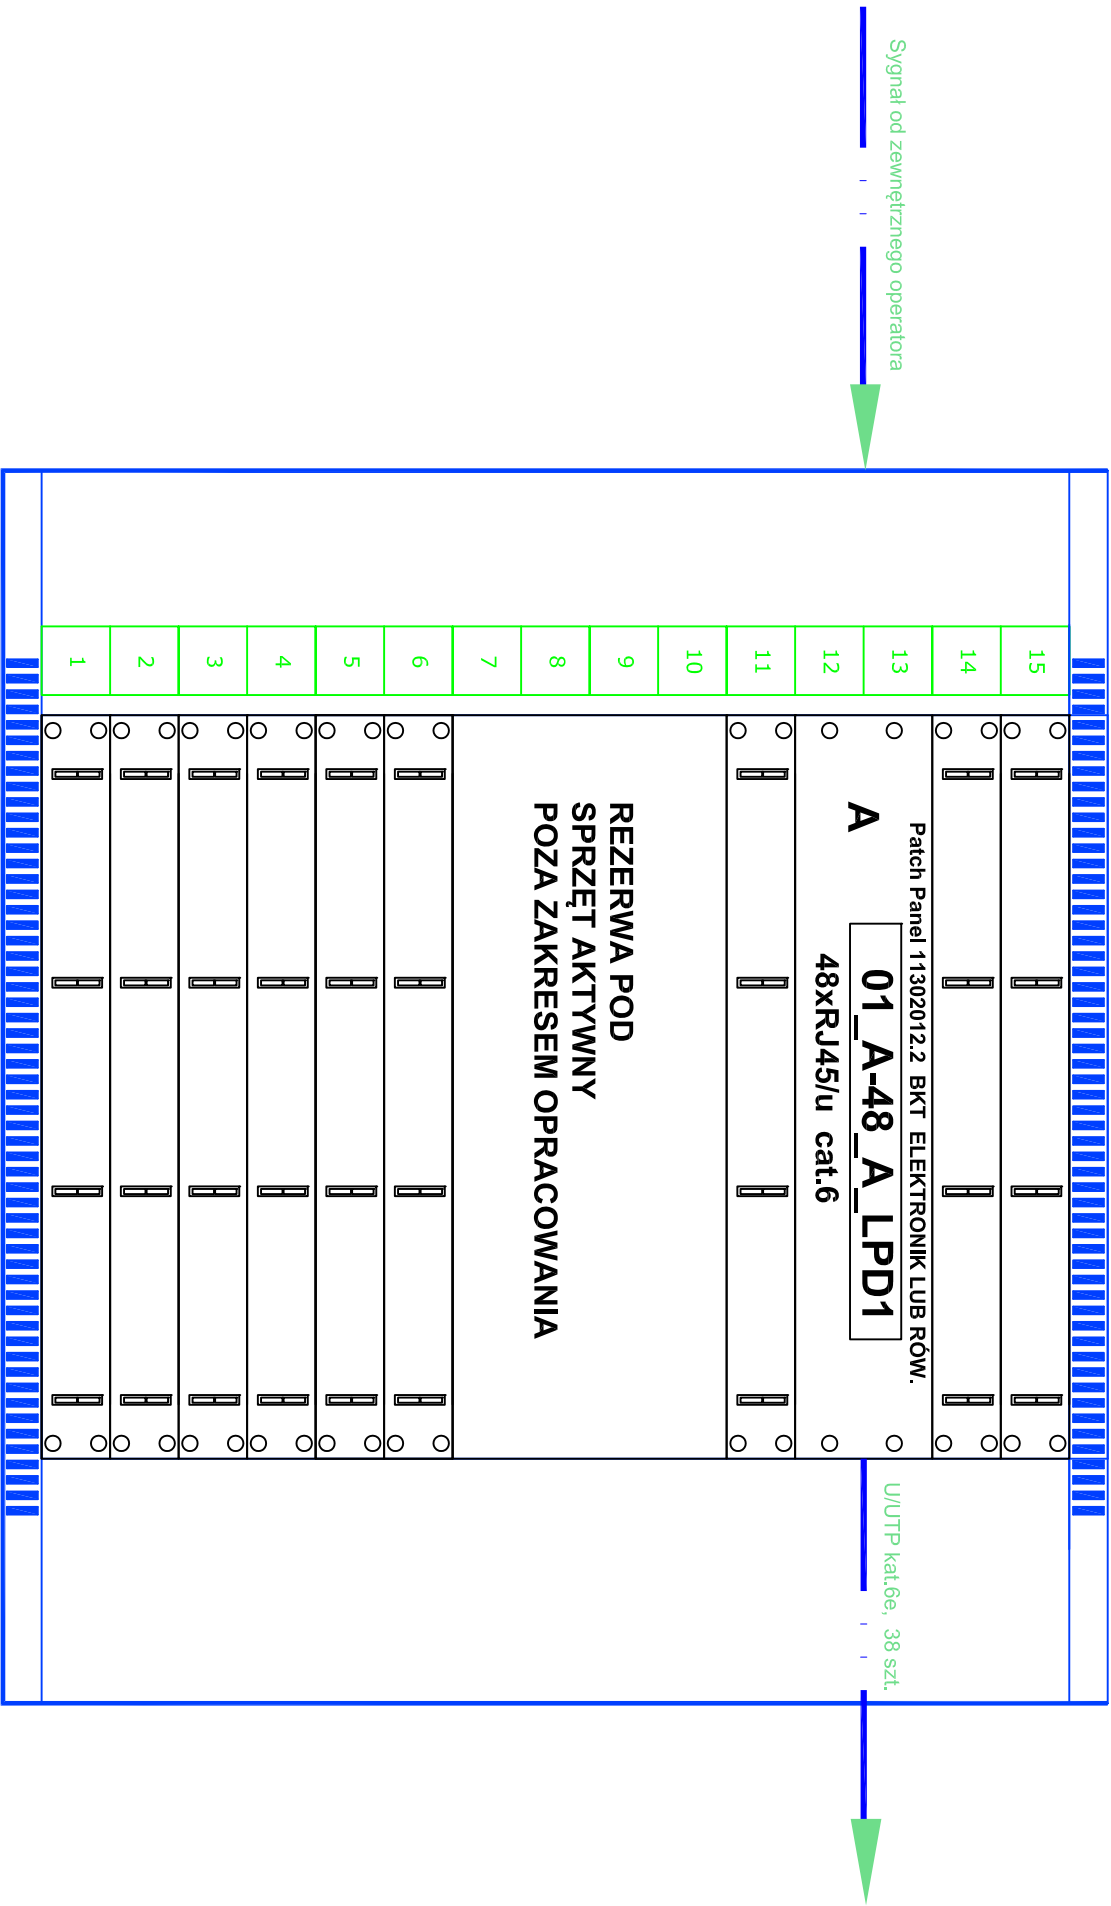 Sygnał od zewnętrznego operatora
15
14
13
12
11
10
9
8
7
6
5
4
3
2
1
Patch Panel 11302012.2 BKT ELEKTRONIK LUB RÓW.
A
01_A-48_A_LPD1
48xRJ45/u cat.6
U/UTP kat.6e, 38 szt.
REZERWA POD
SPRZĘT AKTYWNY
POZA ZAKRESEM OPRACOWANIA